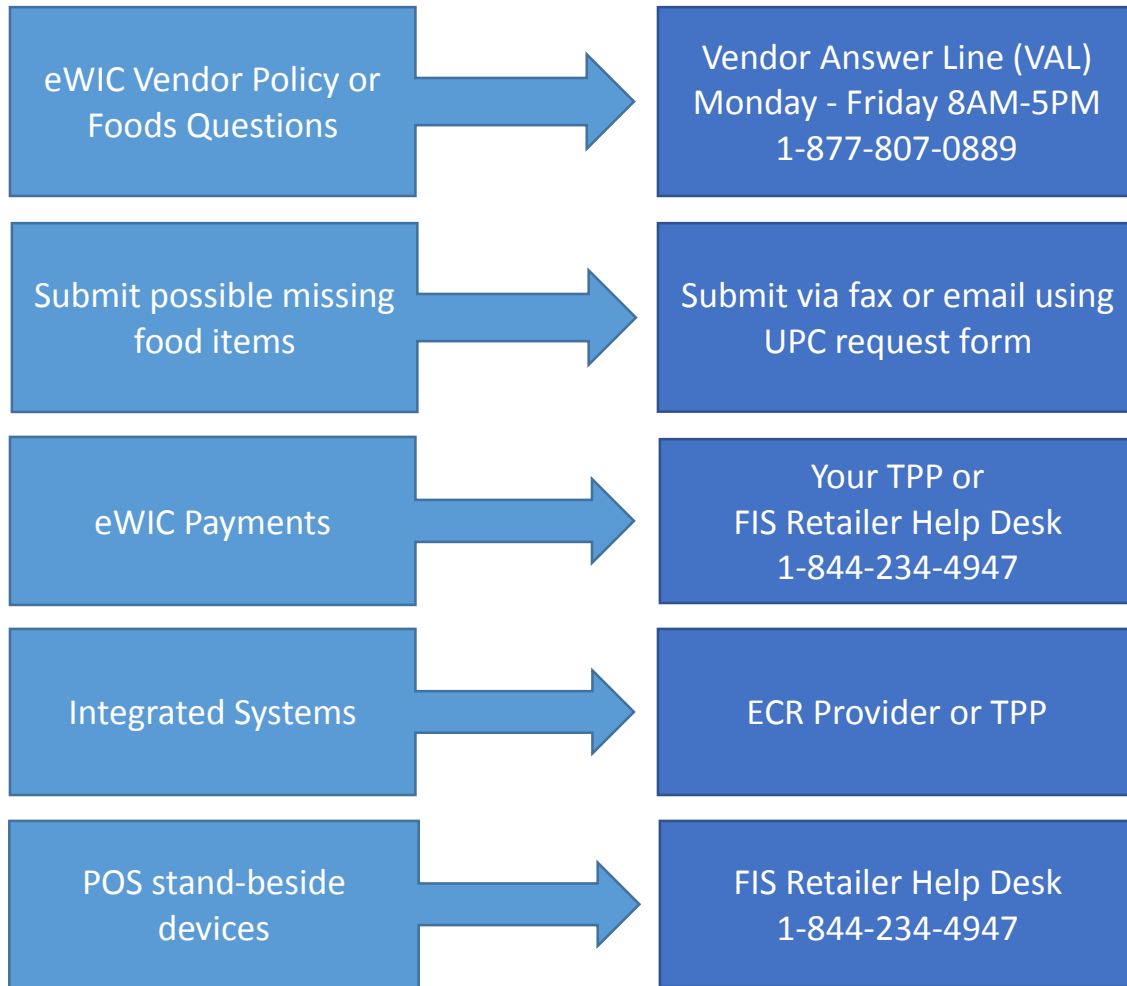 eWIC Vendor Policy or
Foods Questions
Vendor Answer Line (VAL)
Monday - Friday 8AM-5PM
1-877-807-0889
Submit possible missing
food items
Submit via fax or email using
UPC request form
eWIC Payments
Your TPP or
FIS Retailer Help Desk
1-844-234-4947
Integrated Systems
ECR Provider or TPP
POS stand-beside
devices
FIS Retailer Help Desk
1-844-234-4947